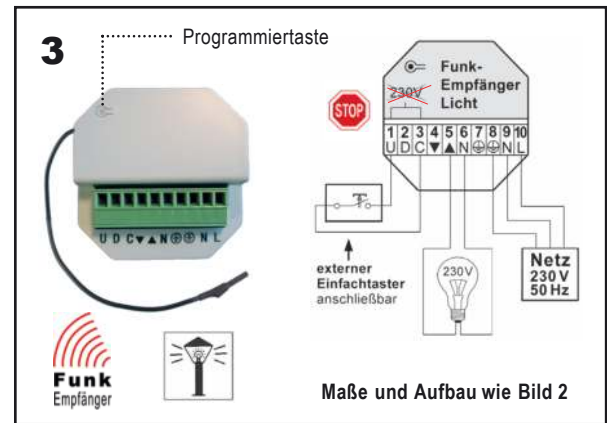 3
Programmiertaste
U D C ▼ ▲ N ⏚ ⏚ N L
Funk
Empfänger
STOP
Funk-
Empfänger
Licht
230V
1 2 3 4 5 6 7 8 9 10
U D C ▼ ▲ N ⏚ ⏚ N L
externer
Einfachtaster
anschließbar
230V
Netz
230 V
50 Hz
Maße und Aufbau wie Bild 2